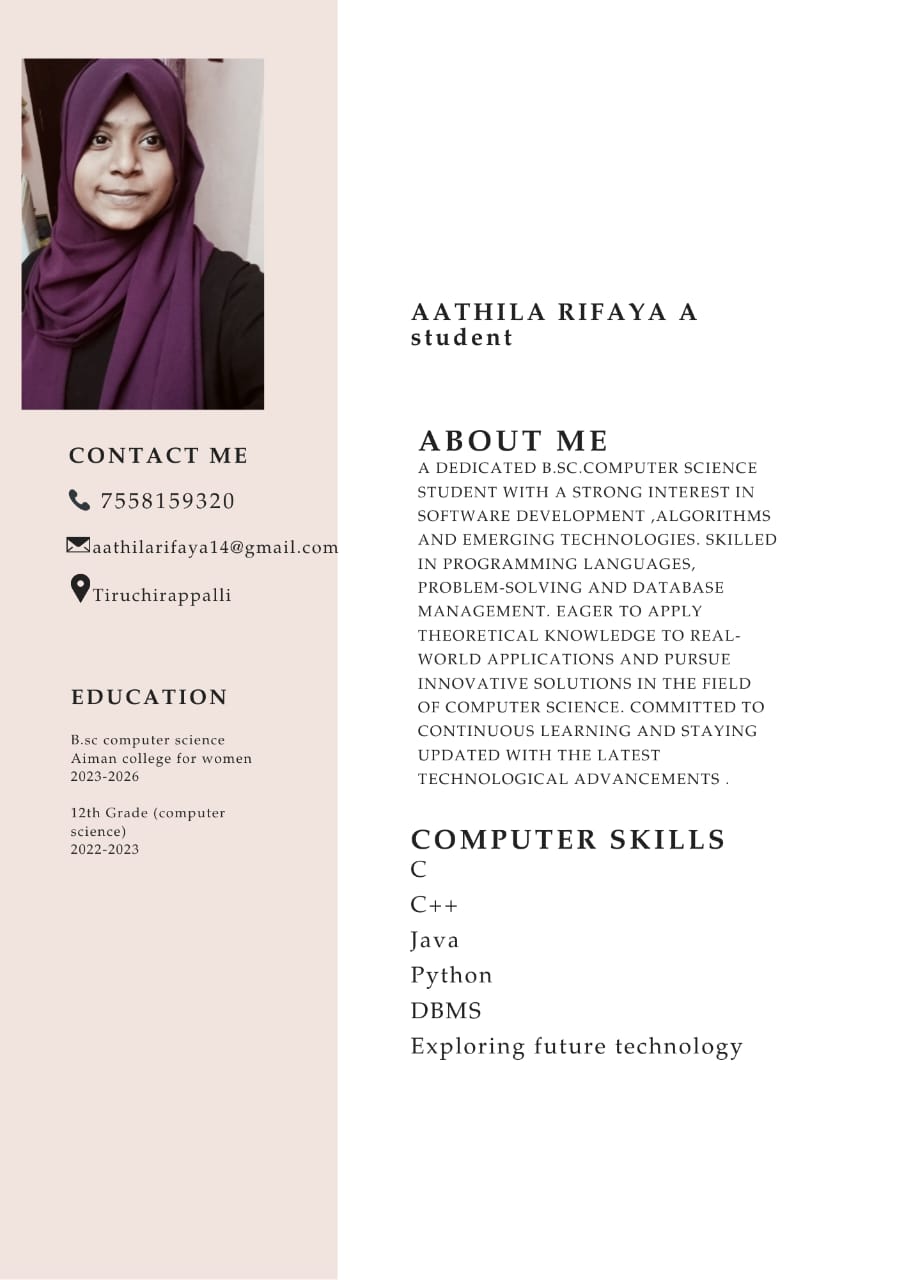 AATHILA RIFAYA A
student
CONTACT ME
7558159320
aathilarifaya14@gmail.com
Tiruchirappalli
EDUCATION
B.sc computer science
Aiman college for women
2023-2026
12th Grade (computer
science)
2022-2023
ABOUT ME
A DEDICATED B.SC.COMPUTER SCIENCE
STUDENT WITH A STRONG INTEREST IN
SOFTWARE DEVELOPMENT ,ALGORITHMS
AND EMERGING TECHNOLOGIES. SKILLED
IN PROGRAMMING LANGUAGES,
PROBLEM-SOLVING AND DATABASE
MANAGEMENT. EAGER TO APPLY
THEORETICAL KNOWLEDGE TO REAL-
WORLD APPLICATIONS AND PURSUE
INNOVATIVE SOLUTIONS IN THE FIELD
OF COMPUTER SCIENCE. COMMITTED TO
CONTINUOUS LEARNING AND STAYING
UPDATED WITH THE LATEST
TECHNOLOGICAL ADVANCEMENTS .
COMPUTER SKILLS
C
C++
Java
Python
DBMS
Exploring future technology